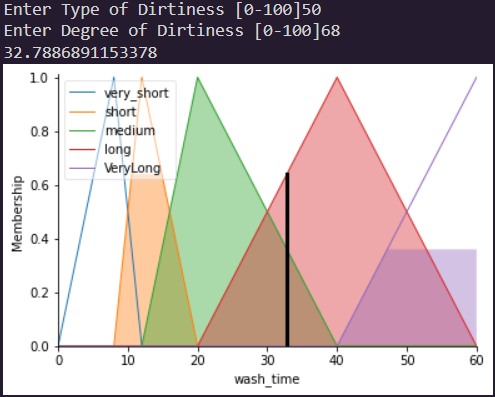 Enter Type of Dirtiness [0-100]50
Enter Degree of Dirtiness [0-100]68
32.7886891153378
1.0
0.8
0.6
0.4
0.2
0.0
Membership
very_short
short
medium
long
VeryLong
0 10 20 30 40 50 60
wash_time